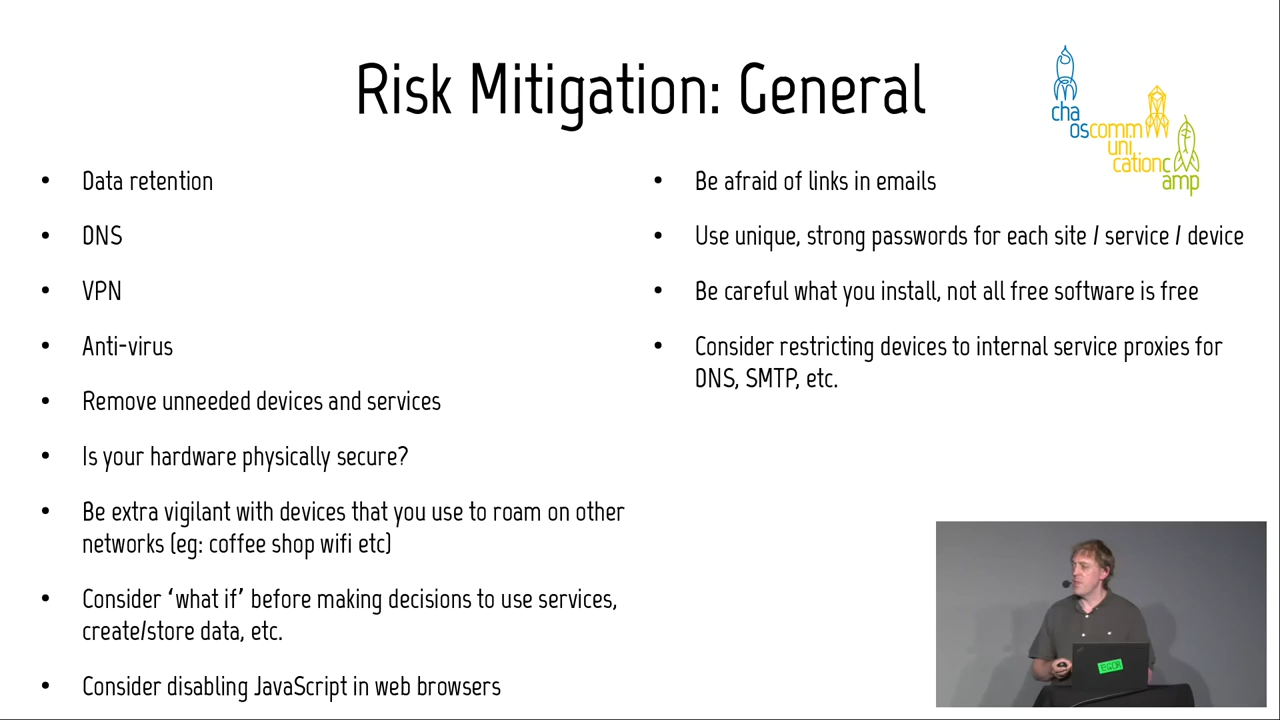 Risk Mitigation: General
cha
oscomm
uni
cationc
amp
• Data retention
• DNS
• VPN
• Anti-virus
• Remove unneeded devices and services
• Is your hardware physically secure?
• Be extra vigilant with devices that you use to roam on other
networks (eg: coffee shop wifi etc)
• Consider ‘what if’ before making decisions to use services,
create/store data, etc.
• Consider disabling JavaScript in web browsers
• Be afraid of links in emails
• Use unique, strong passwords for each site / service / device
• Be careful what you install, not all free software is free
• Consider restricting devices to internal service proxies for
DNS, SMTP, etc.